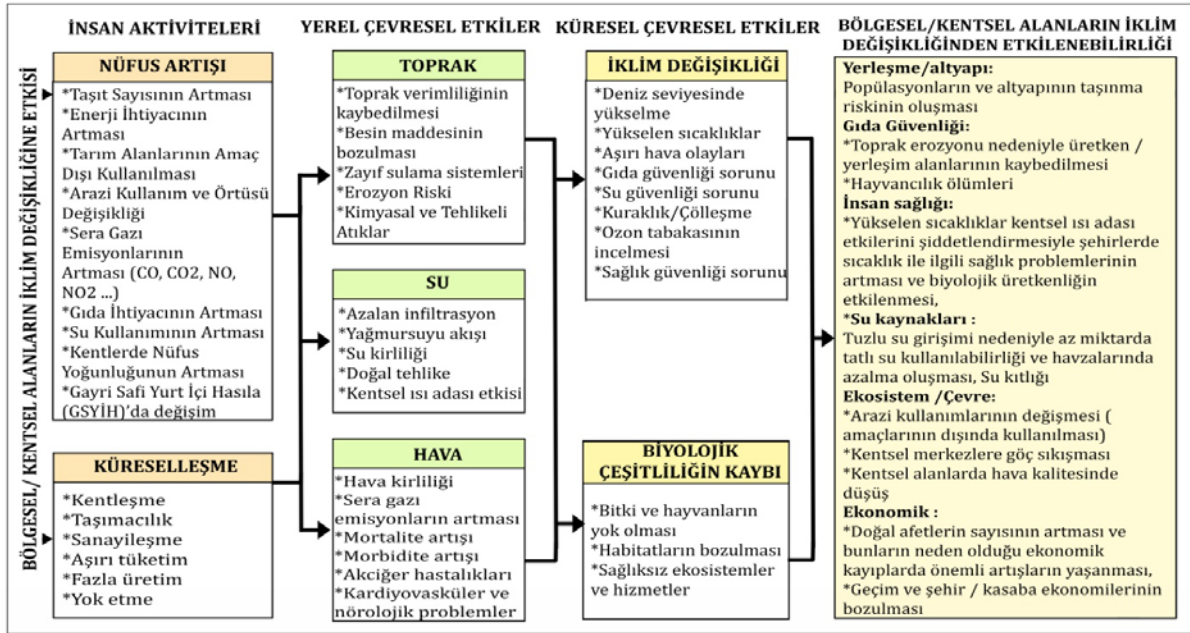 İNSAN AKTİVİTELERİ
YEREL ÇEVRESEL ETKİLER
KÜRESEL ÇEVRESEL ETKİLER
BÖLGESEL/KENTSEL ALANLARIN İKLİM
DEĞİŞİKLİĞİNDEN ETKİLENEBİLİRLİĞİ
BÖLGESEL/ KENTSEL ALANLARIN İKLİM DEĞİŞİKLİĞİNE ETKİSİ
NÜFUS ARTIŞI
*Taşıt Sayısının Artması
*Enerji İhtiyacının
Artması
*Tarım Alanlarının Amaç
Dışı Kullanılması
*Arazi Kullanım ve Örtüsü
Değişikliği
*Sera Gazı
Emisyonlarının
Artması (CO, CO2, NO,
NO2 ...)
*Gıda İhtiyacının Artması
*Su Kullanımının Artması
*Kentlerde Nüfus
Yoğunluğunun Artması
*Gayri Safi Yurt İçi Hasıla
(GSYİH)'da değişim
KÜRESELLEŞME
*Kentleşme
*Taşımacılık
*Sanayileşme
*Aşırı tüketim
*Fazla üretim
*Yok etme
TOPRAK
*Toprak verimliliğinin
kaybedilmesi
*Besin maddesinin
bozulması
*Zayıf sulama sistemleri
*Erozyon Riski
*Kimyasal ve Tehlikeli
Atıklar
SU
*Azalan infiltrasyon
*Yağmursuyu akışı
*Su kirliliği
*Doğal tehlike
*Kentsel ısı adası etkisi
HAVA
*Hava kirliliği
*Sera gazı
emisyonların artması
*Mortalite artışı
*Morbidite artışı
*Akciğer hastalıkları
*Kardiyovasküler ve
nörolojik problemler
İKLİM DEĞİŞİKLİĞİ
*Deniz seviyesinde
yükselme
*Yükselen sıcaklıklar
*Aşırı hava olayları
*Gıda güvenliği sorunu
*Su güvenliği sorunu
*Kuraklık/Çölleşme
*Ozon tabakasının
incelmesi
*Sağlık güvenliği sorunu
BİYOLOJİK
ÇEŞİTLİLİĞİN KAYBI
*Bitki ve hayvanların
yok olması
*Habitatların bozulması
*Sağlıksız ekosistemler
ve hizmetler
Yerleşme/altyapı:
Popülasyonların ve altyapının taşınma
riskinin oluşması
Gıda Güvenliği:
*Toprak erozyonu nedeniyle üretken /
yerleşim alanlarının kaybedilmesi
*Hayvancılık ölümleri
İnsan sağlığı:
*Yükselen sıcaklıklar kentsel ısı adası
etkilerini şiddetlendirmesiyle şehirlerde
sıcaklık ile ilgili sağlık problemlerinin
artması ve biyolojik üretkenliğin
etkilenmesi,
*Su kaynakları :
Tuzlu su girişimi nedeniyle az miktarda
tatlı su kullanılabilirliği ve havzalarında
azalma oluşması, Su kıtlığı
Ekosistem /Çevre:
*Arazi kullanımlarının değişmesi (
amaçlarının dışında kullanılması)
*Kentsel merkezlere göç sıkışması
*Kentsel alanlarda hava kalitesinde
düşüş
Ekonomik :
*Doğal afetlerin sayısının artması ve
bunların neden olduğu ekonomik
kayıplarda önemli artışların yaşanması,
*Geçim ve şehir / kasaba ekonomilerinin
bozulması